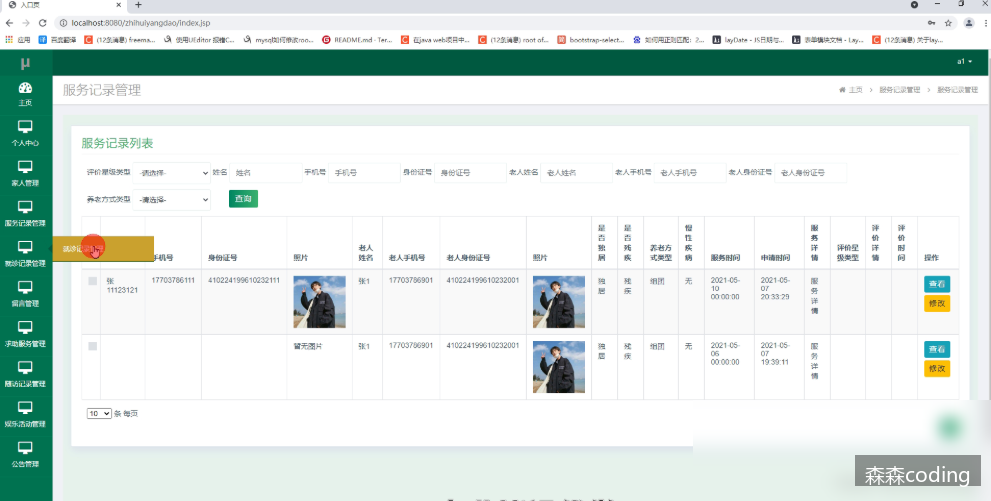 入口页
localhost:8080/zhihuiyangdao/index.jsp
应用 百度翻译 (12条消息) freema... 使用UEditor 报错C... mysql如何修改roo... README.md · Ter... 在java web项目中... (12条消息) root of... bootstrap-select... 如何用正则匹配：2... layDate - JS日期与... 表单模块文档 - Lay... (12条消息) 关于lay...
μ
a1
主页
个人中心
家人管理
服务记录管理
就诊记录管理
留言管理
求助服务管理
随访记录管理
娱乐活动管理
公告管理
服务记录管理
主页 > 服务记录管理 > 服务记录管理
服务记录列表
评价星级类型 -请选择- 姓名 姓名 手机号 手机号 身份证号 身份证号 老人姓名 老人姓名 老人手机号 老人手机号 老人身份证号 老人身份证号
养老方式类型 -请选择- 查询
手机号 身份证号 照片 老人姓名 老人手机号 老人身份证号 照片 是否独居 是否残疾 养老方式类型 慢性疾病 服务时间 申请时间 服务详情 评价星级类型 评价详情 评价时间 操作
张11123121 17703786111 410224199610232111 张1 17703786901 410224199610232001 独居 残疾 抱团 无 2021-05-10 00:00:00 2021-05-07 20:33:29 服务详情 查看 修改
暂无图片 张1 17703786901 410224199610232001 独居 残疾 抱团 无 2021-05-06 00:00:00 2021-05-07 19:39:11 服务详情 查看 修改
10 条 每页
森森coding